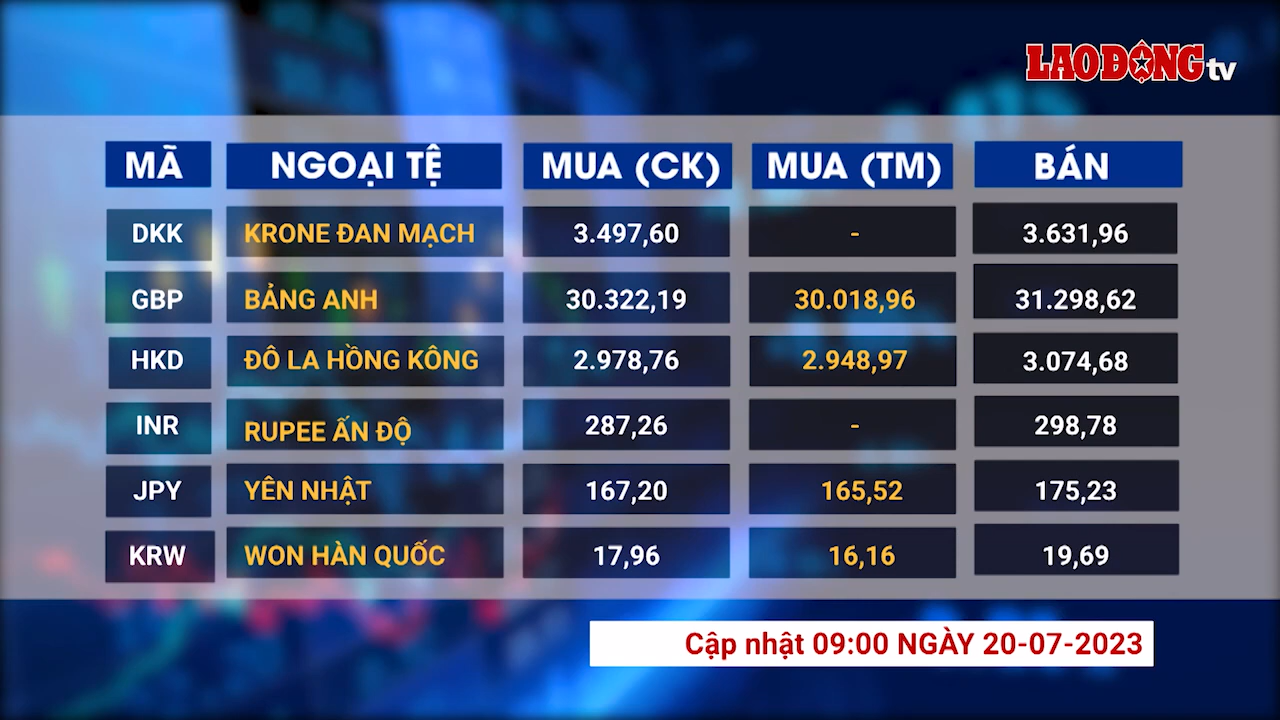 LAO ĐỘNG tv
MÃ NGOẠI TỆ MUA (CK) MUA (TM) BÁN
DKK KRONE ĐAN MẠCH 3.497,60 - 3.631,96
GBP BẢNG ANH 30.322,19 30.018,96 31.298,62
HKD ĐÔ LA HỒNG KÔNG 2.978,76 2.948,97 3.074,68
INR RUPEE ẤN ĐỘ 287,26 - 298,78
JPY YÊN NHẬT 167,20 165,52 175,23
KRW WON HÀN QUỐC 17,96 16,16 19,69
Cập nhật 09:00 NGÀY 20-07-2023